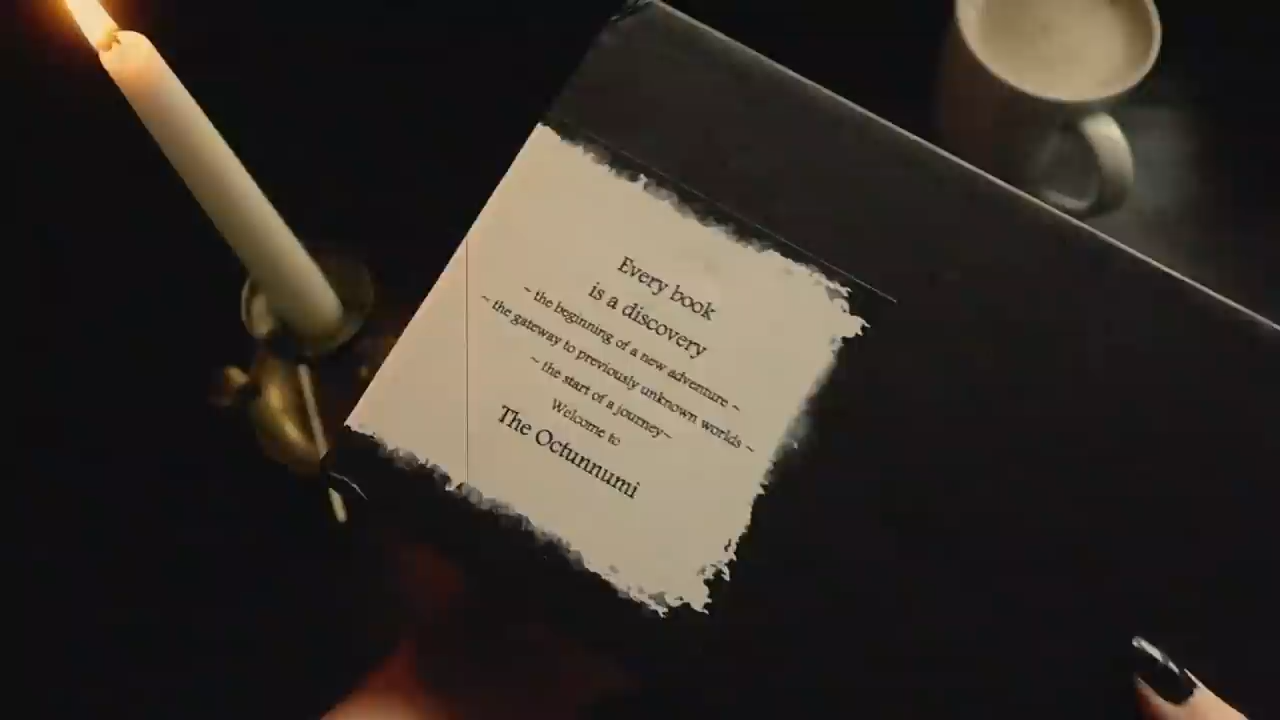 Every book
is a discovery
~ the beginning of a new adventure ~
~ the gateway to previously unknown worlds ~
~ the start of a journey~
Welcome to
The Octunnumi